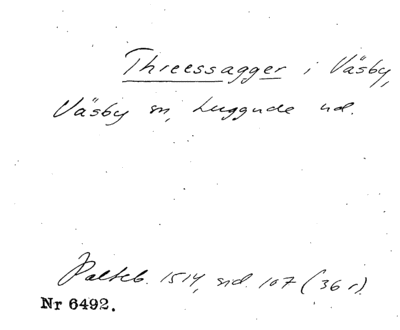 Threessagger i Väsby,
Väsby sn, Luggude hd.
Palteb. 1514, sid. 107 (36 r).
Nr 6492.